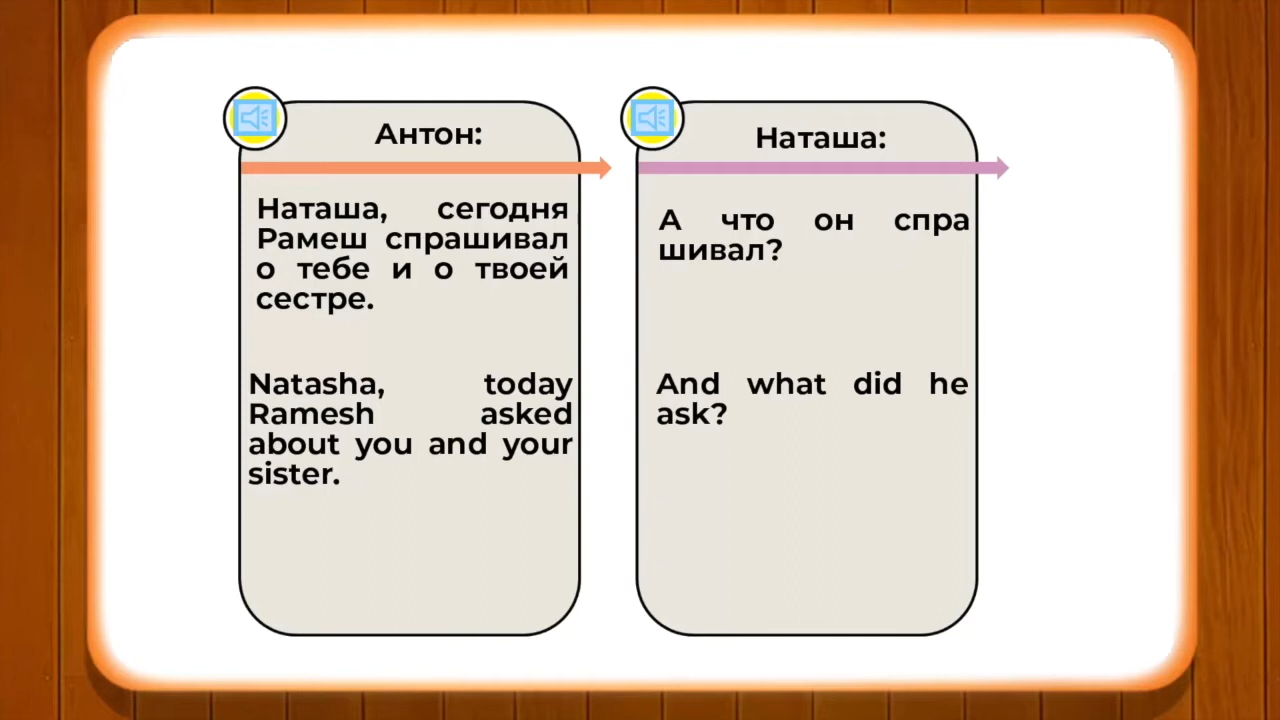 Антон:
Наташа, сегодня
Рамеш спрашивал
о тебе и о твоей
сестре.
Natasha, today
Ramesh asked
about you and your
sister.
Наташа:
А что он спра
шивал?
And what did he
ask?